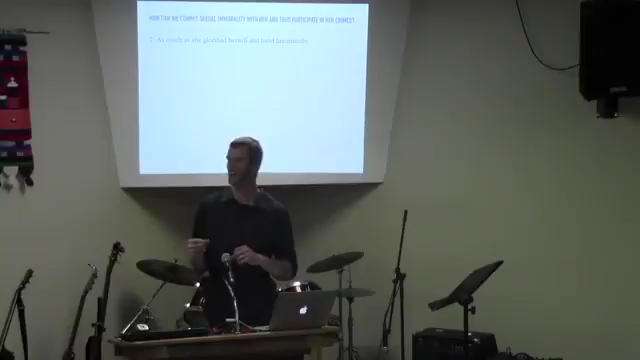 HOW CAN WE COMMIT SEXUAL IMMORALITY WITH HER AND THUS PARTICIPATE IN HER CRIMES?
2. As much as she glorified herself and lived luxuriously